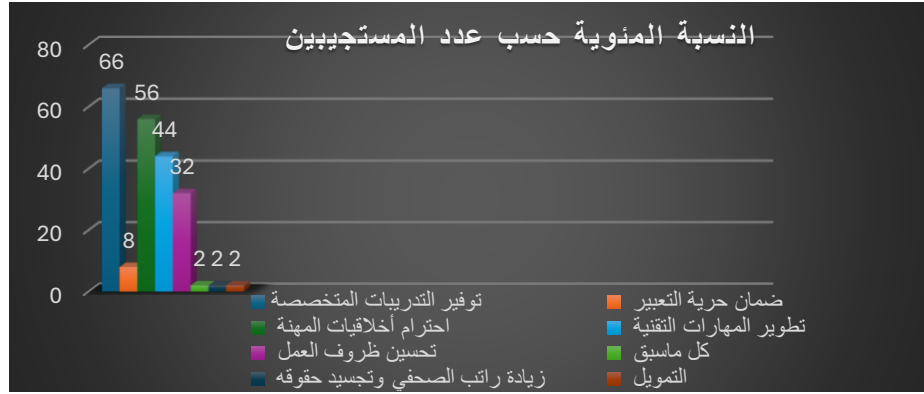 النسبة المئوية حسب عدد المستجيبين
80
60
40
20
0
66
8
56
44
32
2
2
2
توفير التدريبات المتخصصة
ضمان حرية التعبير
احترام أخلاقيات المهنة
تطوير المهارات التقنية
تحسين ظروف العمل
كل ماسبق
زيادة راتب الصحفي وتجسيد حقوقه
التمويل